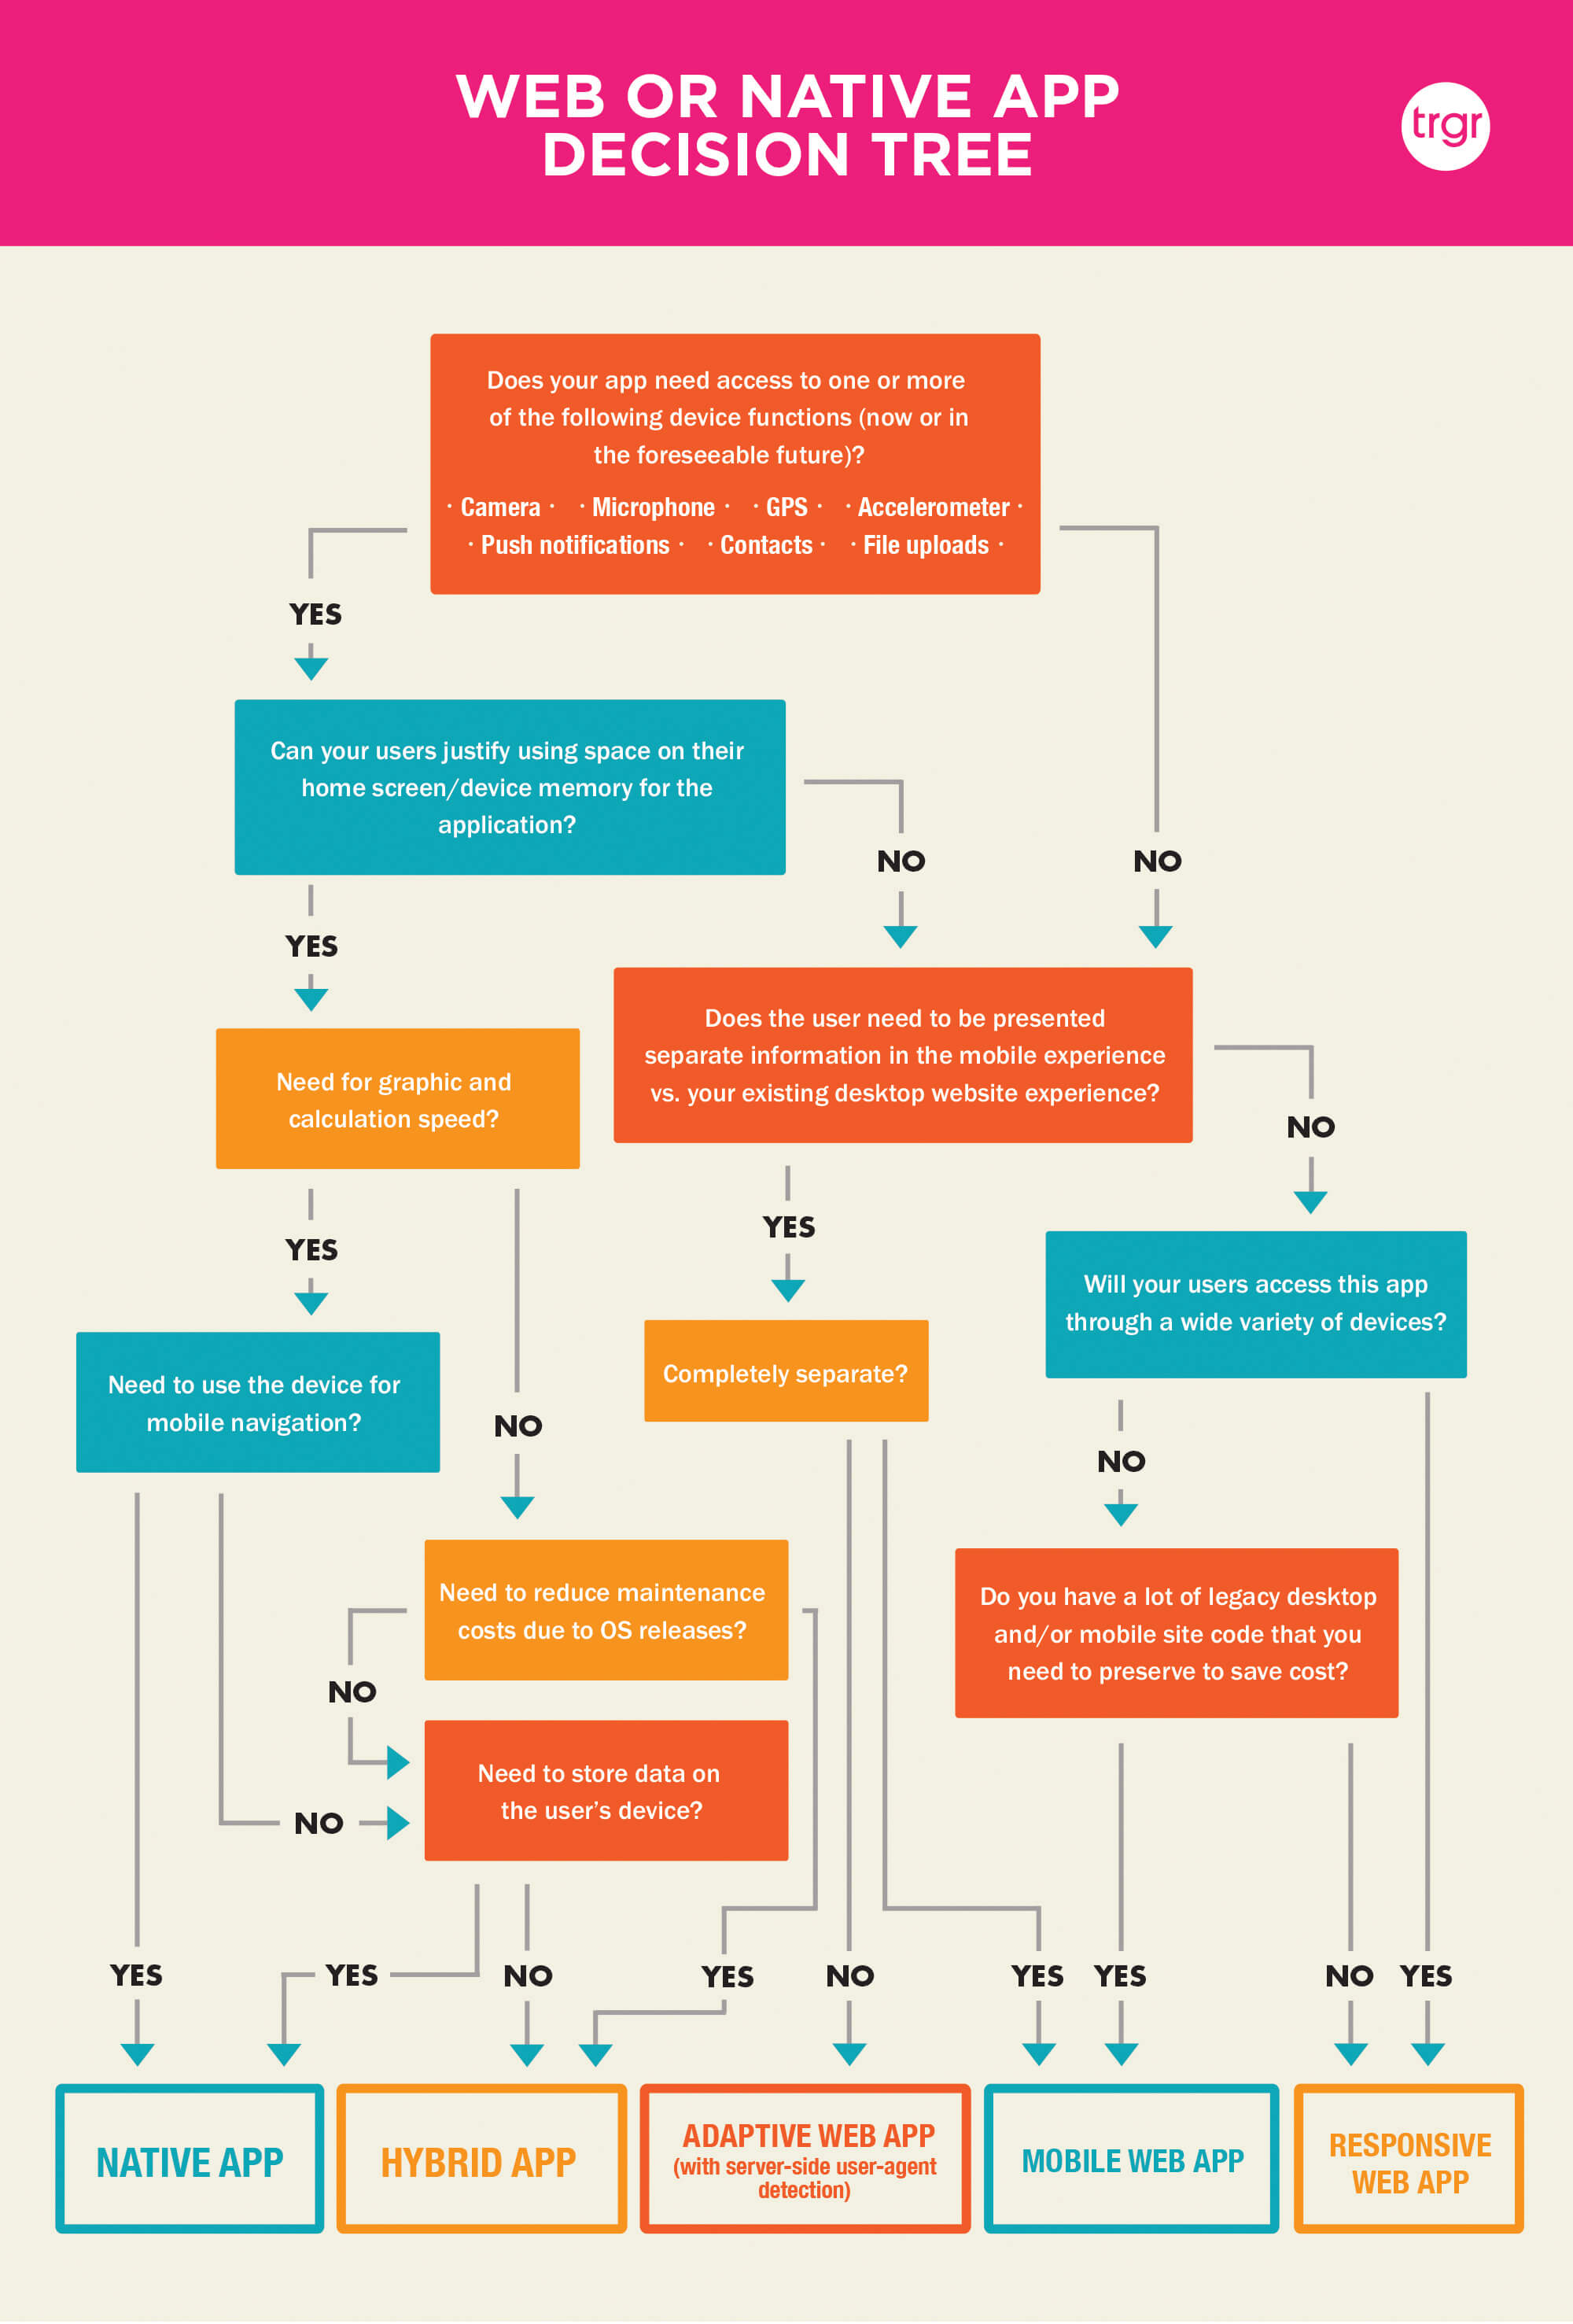 WEB OR NATIVE APP
DECISION TREE
trgr
Does your app need access to one or more
of the following device functions (now or in
the foreseeable future)?
· Camera · · Microphone · · GPS · · Accelerometer ·
· Push notifications · · Contacts · · File uploads ·
YES
Can your users justify using space on their
home screen/device memory for the
application?
NO
NO
YES
Does the user need to be presented
separate information in the mobile experience
vs. your existing desktop website experience?
Need for graphic and
calculation speed?
NO
YES
YES
Will your users access this app
through a wide variety of devices?
Completely separate?
Need to use the device for
mobile navigation?
NO
NO
Need to reduce maintenance
costs due to OS releases?
Do you have a lot of legacy desktop
and/or mobile site code that you
need to preserve to save cost?
NO
Need to store data on
the user's device?
NO
YES
YES
NO
YES
NO
YES
YES
NO
YES
NATIVE APP
HYBRID APP
ADAPTIVE WEB APP
(with server-side user-agent
detection)
MOBILE WEB APP
RESPONSIVE
WEB APP